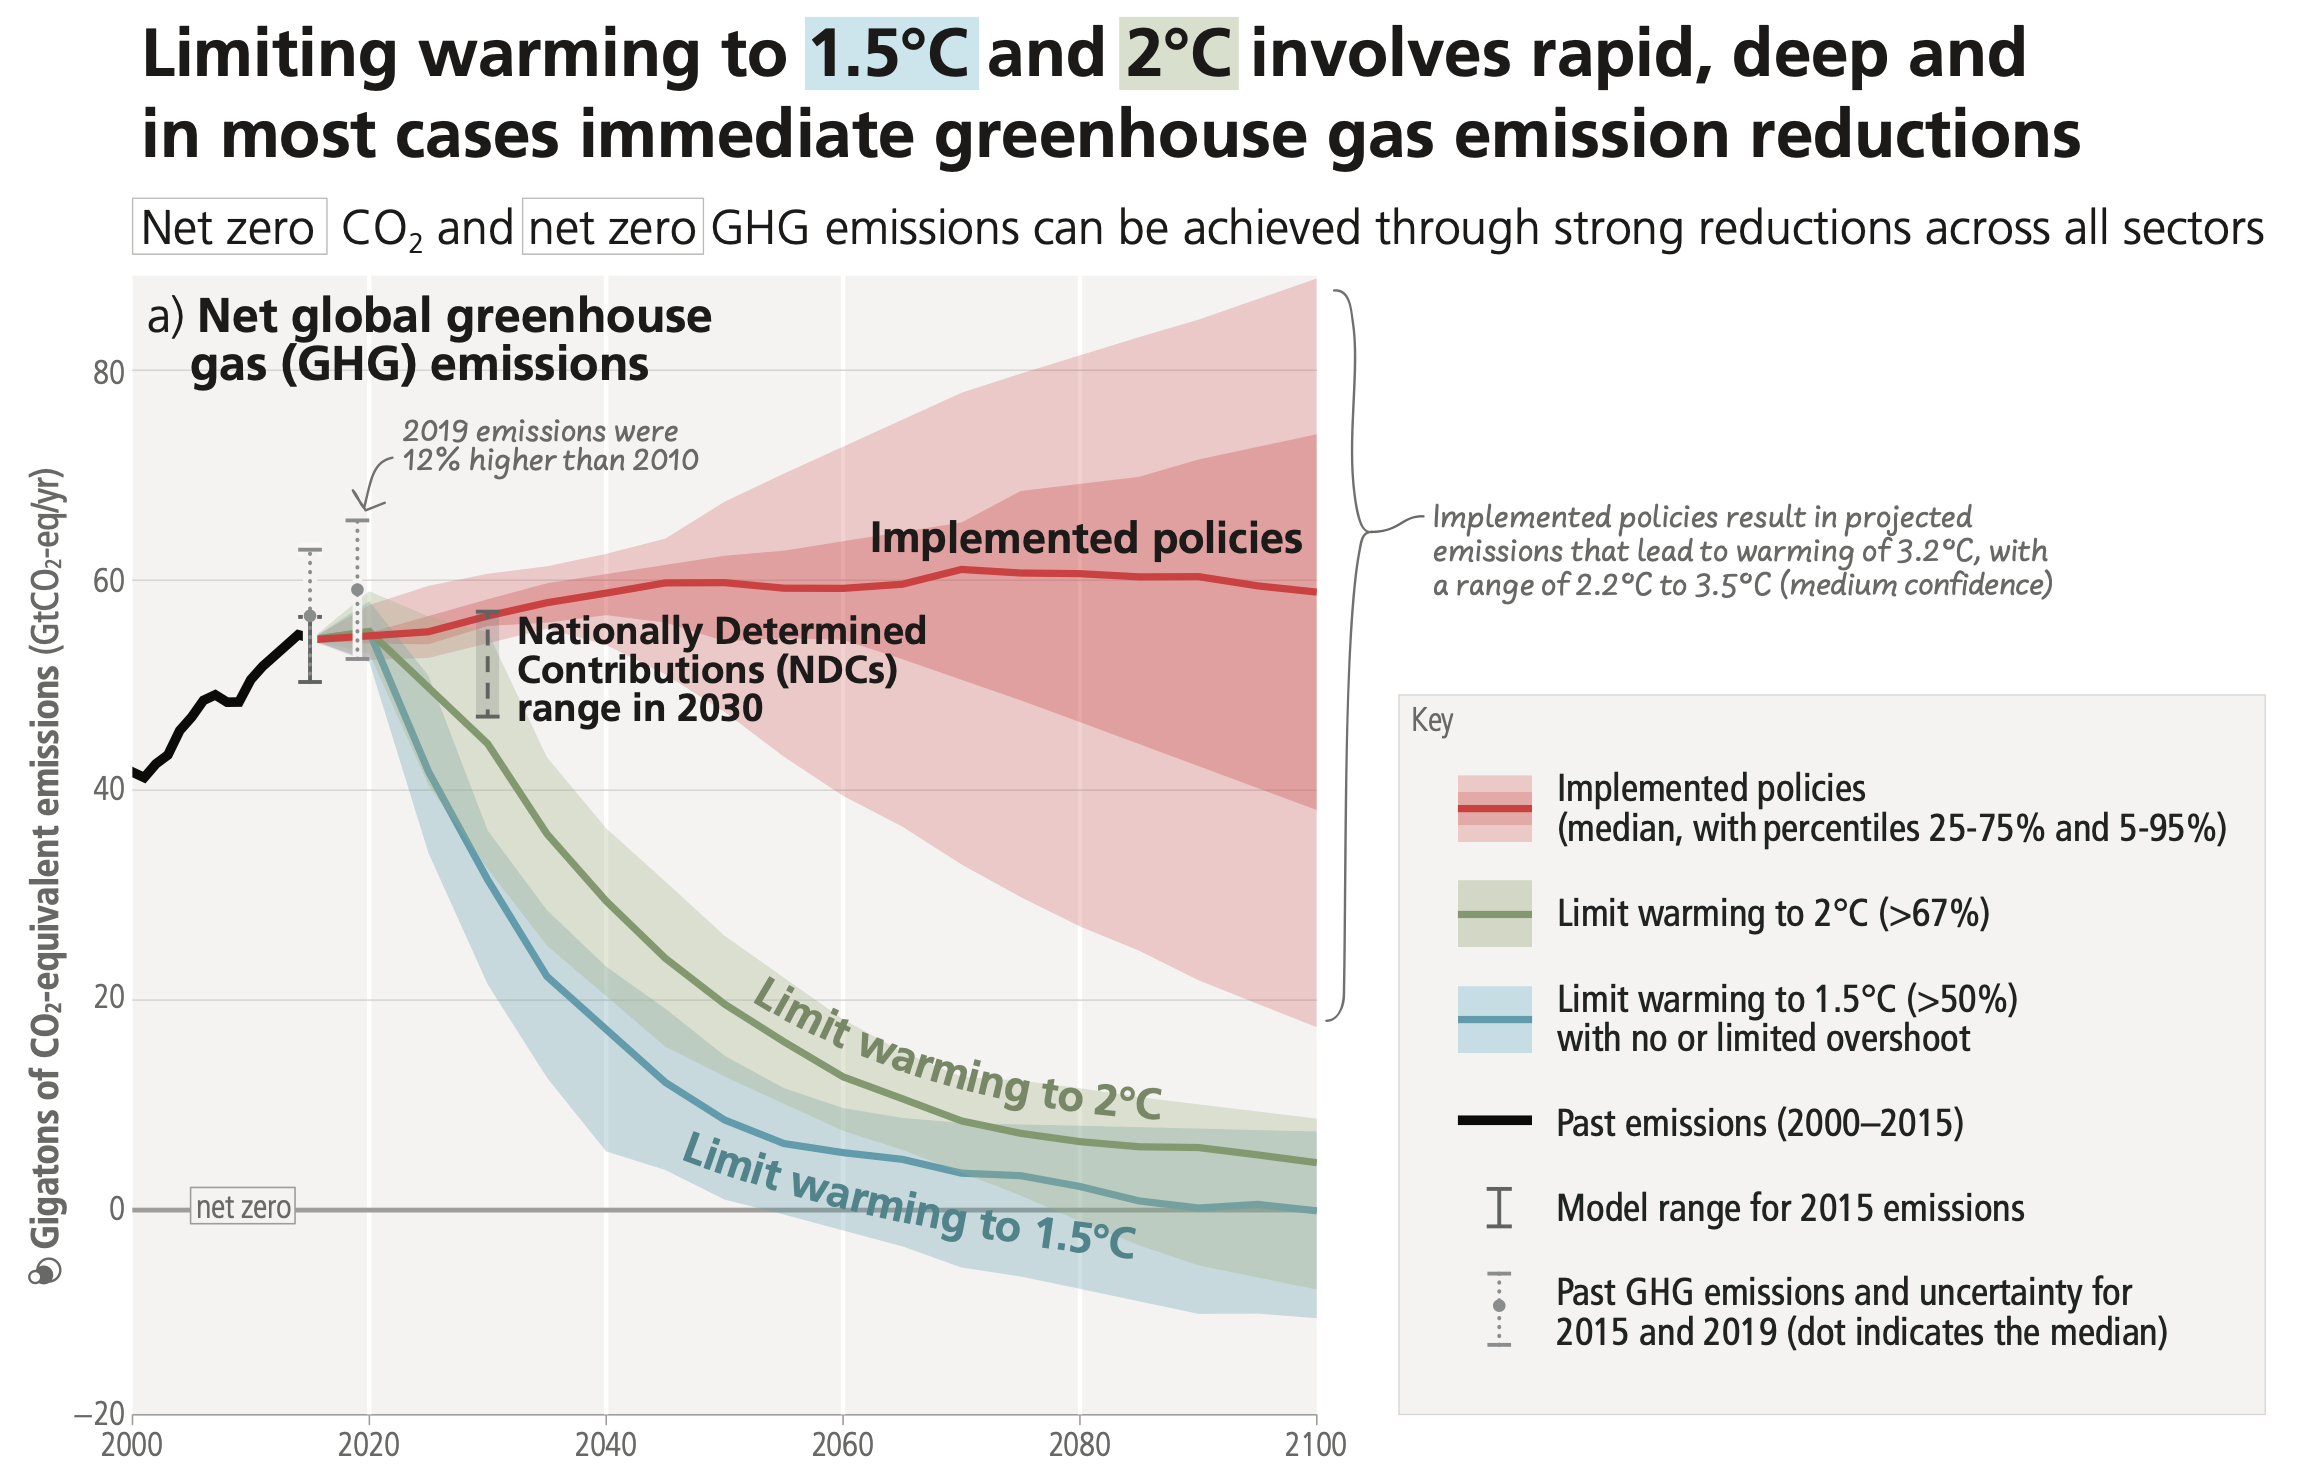 Limiting warming to 1.5°C and 2°C involves rapid, deep and
in most cases immediate greenhouse gas emission reductions
Net zero CO₂ and net zero GHG emissions can be achieved through strong reductions across all sectors
a) Net global greenhouse
gas (GHG) emissions
Gigatons of CO₂-equivalent emissions (GtCO₂-eq/yr)
80
60
40
20
0
−20
2000
2020
2040
2060
2080
2100
2019 emissions were
12% higher than 2010
Implemented policies
Nationally Determined
Contributions (NDCs)
range in 2030
Limit warming to 2°C
Limit warming to 1.5°C
net zero
Implemented policies result in projected
emissions that lead to warming of 3.2°C, with
a range of 2.2°C to 3.5°C (medium confidence)
Key
Implemented policies
(median, with percentiles 25-75% and 5-95%)
Limit warming to 2°C (>67%)
Limit warming to 1.5°C (>50%)
with no or limited overshoot
Past emissions (2000–2015)
Model range for 2015 emissions
Past GHG emissions and uncertainty for
2015 and 2019 (dot indicates the median)